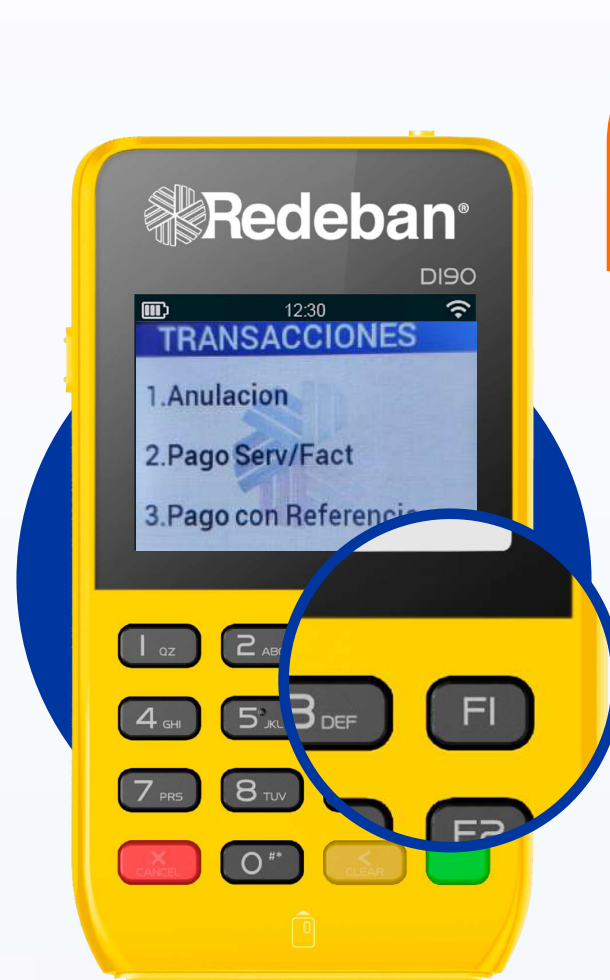 Redeban®
DI90
12:30
TRANSACCIONES
1.Anulacion
2.Pago Serv/Fact
3.Pago con Referencia
1 QZ
2 ABC
3 DEF
F1
4 GHI
5 JKL
7 PRS
8 TUV
F2
X
CANCEL
0 #*
<
CLEAR